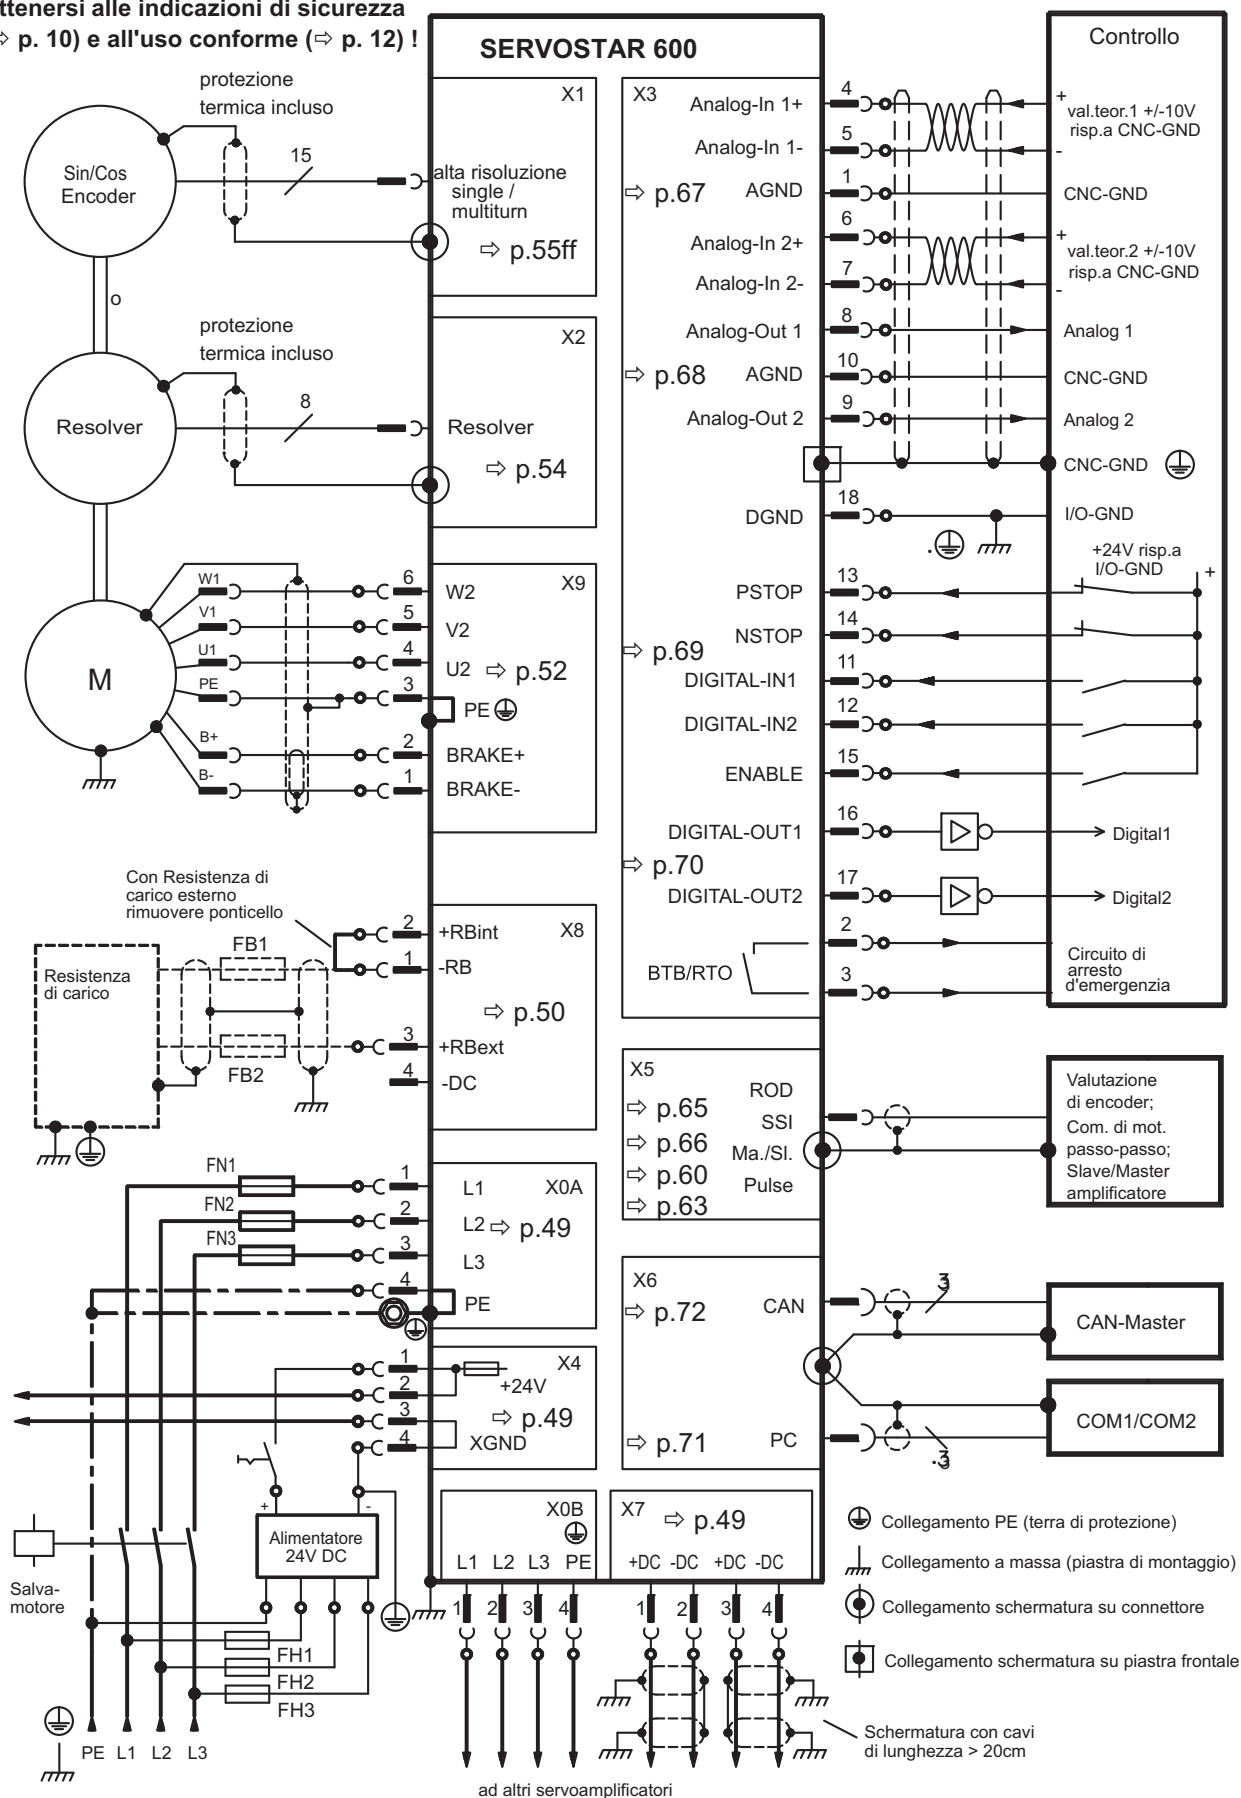 ttenersi alle indicazioni di sicurezza
⇨ p. 10) e all'uso conforme (⇨ p. 12) !
SERVOSTAR 600
Controllo
protezione
termica incluso
Sin/Cos
Encoder
15
X1
alta risoluzione
single /
multiturn
⇨ p.55ff
o
protezione
termica incluso
Resolver
8
X2
Resolver
⇨ p.54
M
W1
V1
U1
PE
B+
B-
6
5
4
3
2
1
X9
W2
V2
U2 ⇨ p.52
PE
BRAKE+
BRAKE-
Con Resistenza di
carico esterno
rimuovere ponticello
Resistenza
di carico
FB1
FB2
2
1
3
4
X8
+RBint
-RB
⇨ p.50
+RBext
-DC
FN1
FN2
FN3
1
2
3
4
X0A
L1
L2 ⇨ p.49
L3
PE
1
2
3
4
X4
+24V
⇨ p.49
XGND
+
-
Alimentatore
24V DC
Salva-
motore
FH1
FH2
FH3
PE L1 L2 L3
X3
Analog-In 1+
4
+
val.teor.1 +/-10V
risp.a CNC-GND
Analog-In 1-
5
-
⇨ p.67
AGND
1
CNC-GND
Analog-In 2+
6
+
val.teor.2 +/-10V
risp.a CNC-GND
Analog-In 2-
7
-
Analog-Out 1
8
Analog 1
⇨ p.68
AGND
10
CNC-GND
Analog-Out 2
9
Analog 2
CNC-GND
DGND
18
I/O-GND
.
+24V risp.a
I/O-GND
+
PSTOP
13
NSTOP
14
⇨ p.69
DIGITAL-IN1
11
DIGITAL-IN2
12
ENABLE
15
DIGITAL-OUT1
16
Digital1
⇨ p.70
DIGITAL-OUT2
17
Digital2
BTB/RTO
2
3
Circuito di
arresto
d'emergenzia
X5
⇨ p.65
⇨ p.66
⇨ p.60
⇨ p.63
ROD
SSI
Ma./Sl.
Pulse
Valutazione
di encoder;
Com. di mot.
passo-passo;
Slave/Master
amplificatore
X6
⇨ p.72
CAN
3
CAN-Master
⇨ p.71
PC
.3
COM1/COM2
X0B
L1 L2 L3 PE
1 2 3 4
X7
⇨ p.49
+DC -DC +DC -DC
1 2 3 4
ad altri servoamplificatori
Collegamento PE (terra di protezione)
Collegamento a massa (piastra di montaggio)
Collegamento schermatura su connettore
Collegamento schermatura su piastra frontale
Schermatura con cavi
di lunghezza > 20cm